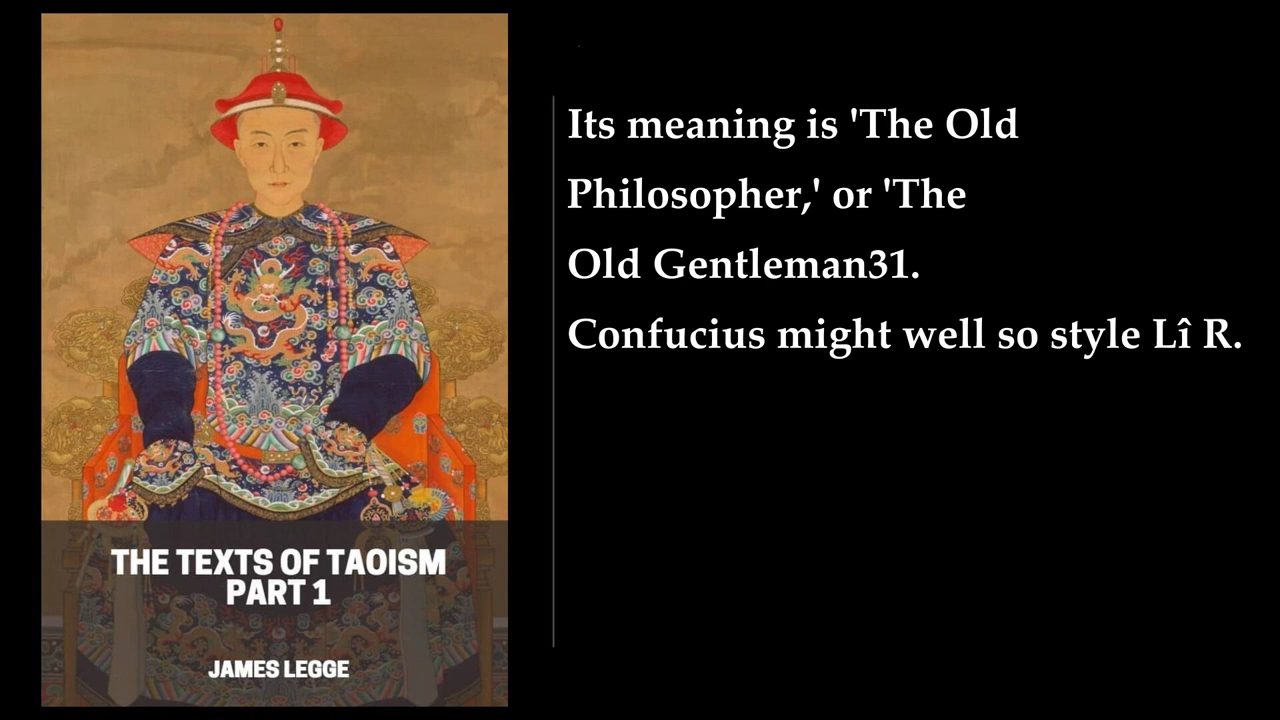 Its meaning is 'The Old
Philosopher,' or 'The
Old Gentleman31.
Confucius might well so style Lî R.
THE TEXTS OF TAOISM
PART 1
JAMES LEGGE